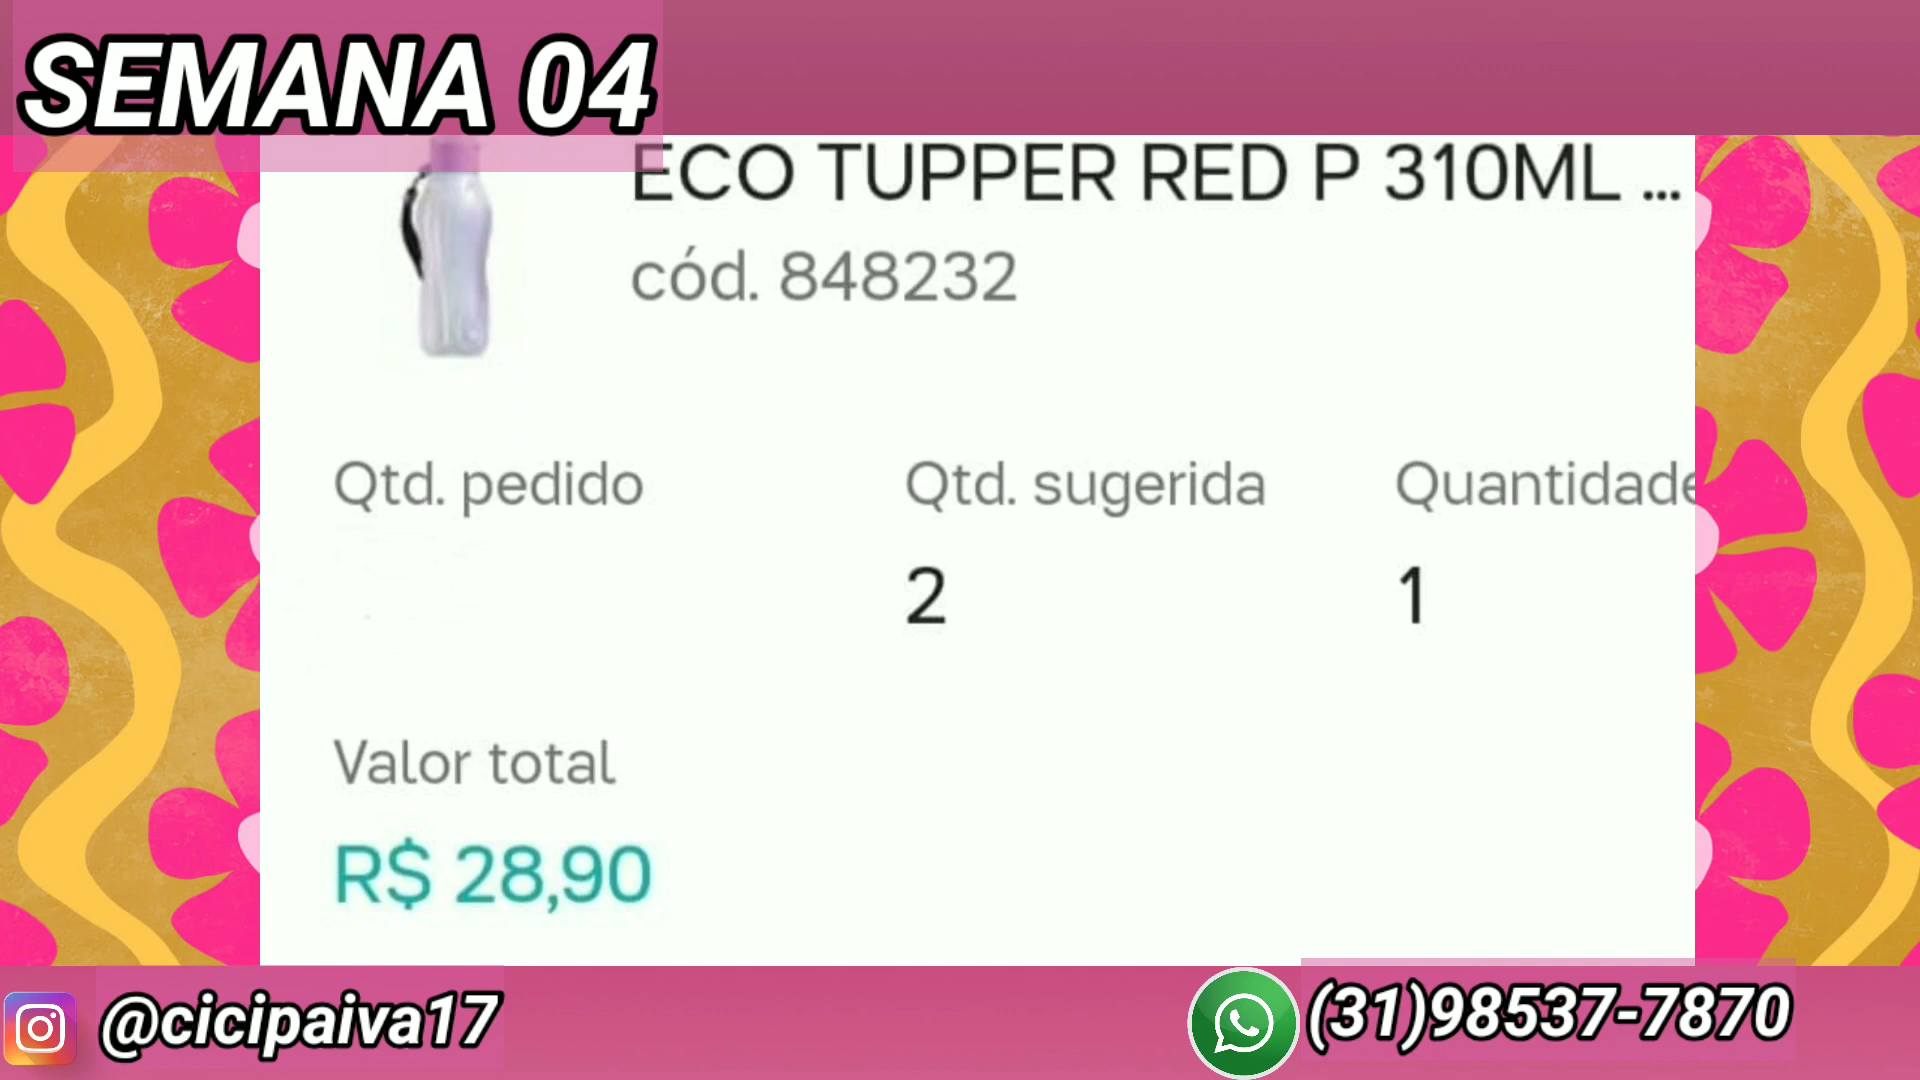 SEMANA 04
ECO TUPPER RED P 310ML ...
cód. 848232
Qtd. pedido
Qtd. sugerida
Quantidade
2
1
Valor total
R$ 28,90
@cicipaiva17
(31)98537-7870